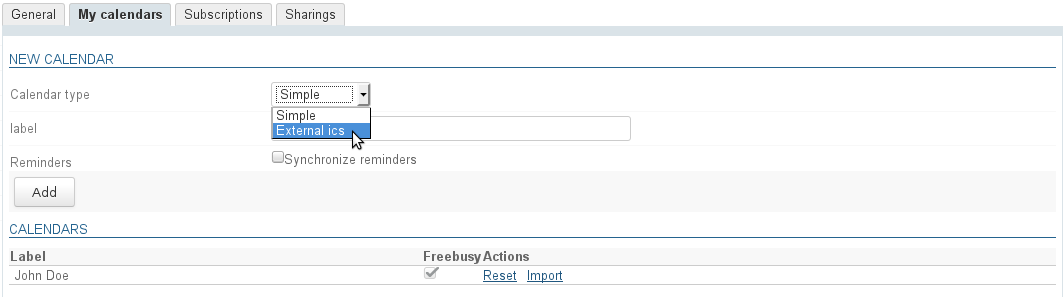 General My calendars Subscriptions Sharings
NEW CALENDAR
Calendar type Simple
Simple
label External ics
Reminders Synchronize reminders
Add
CALENDARS
Label Freebusy Actions
John Doe Reset Import